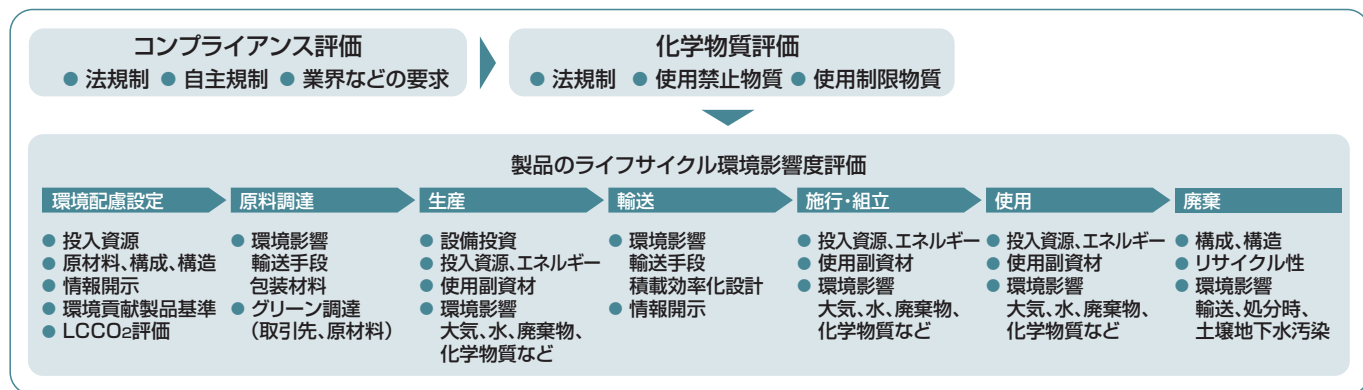 コンプライアンス評価
● 法規制 ● 自主規制 ● 業界などの要求
化学物質評価
● 法規制 ● 使用禁止物質 ● 使用制限物質
製品のライフサイクル環境影響度評価
環境配慮設定
● 投入資源
● 原材料、構成、構造
● 情報開示
● 環境貢献製品基準
● LCCO₂評価
原料調達
● 環境影響
輸送手段
包装材料
● グリーン調達
(取引先、原材料)
生産
● 設備投資
● 投入資源、エネルギー
● 使用副資材
● 環境影響
大気、水、廃棄物、
化学物質など
輸送
● 環境影響
輸送手段
積載効率化設計
● 情報開示
施行・組立
● 投入資源、エネルギー
● 使用副資材
● 環境影響
大気、水、廃棄物、
化学物質など
使用
● 投入資源、エネルギー
● 使用副資材
● 環境影響
大気、水、廃棄物、
化学物質など
廃棄
● 構成、構造
● リサイクル性
● 環境影響
輸送、処分時、
土壌地下水汚染